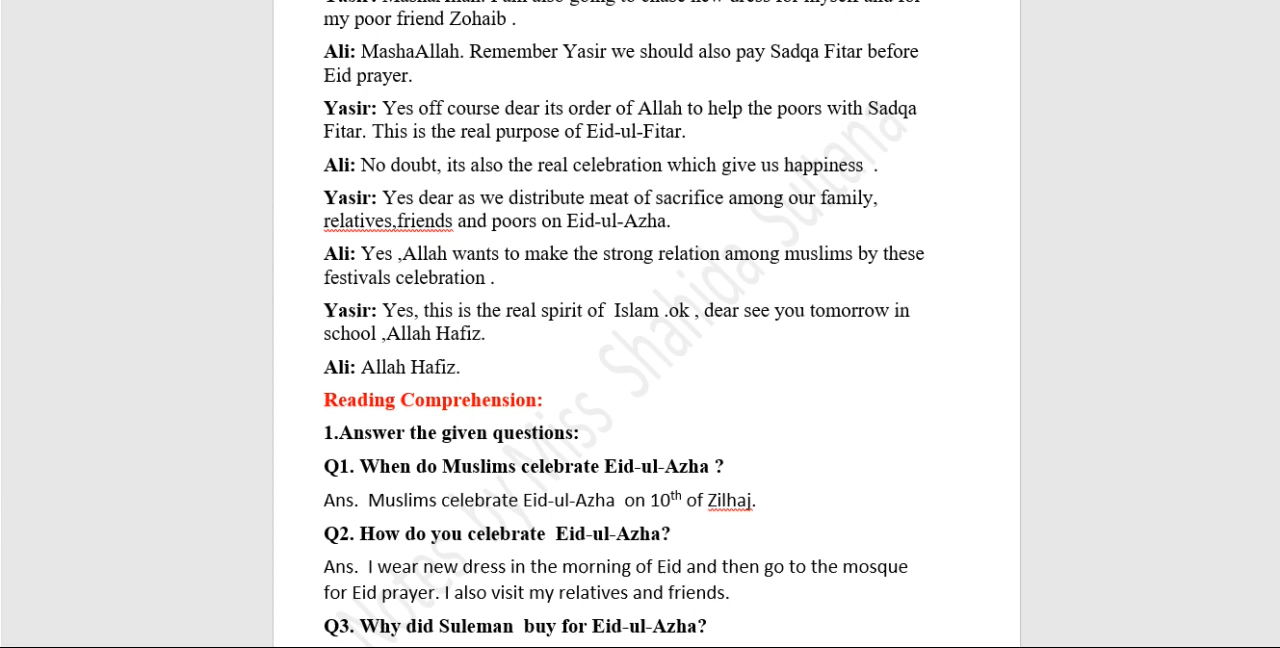 my poor friend Zohaib .
Ali: MashaAllah. Remember Yasir we should also pay Sadqa Fitar before
Eid prayer.
Yasir: Yes off course dear its order of Allah to help the poors with Sadqa
Fitar. This is the real purpose of Eid-ul-Fitar.
Ali: No doubt, its also the real celebration which give us happiness  .
Yasir: Yes dear as we distribute meat of sacrifice among our family,
relatives,friends and poors on Eid-ul-Azha.
Ali: Yes ,Allah wants to make the strong relation among muslims by these
festivals celebration .
Yasir: Yes, this is the real spirit of  Islam .ok , dear see you tomorrow in
school ,Allah Hafiz.
Ali: Allah Hafiz.
Reading Comprehension:
1.Answer the given questions:
Q1. When do Muslims celebrate Eid-ul-Azha ?
Ans.  Muslims celebrate Eid-ul-Azha  on 10th of Zilhaj.
Q2. How do you celebrate  Eid-ul-Azha?
Ans.  I wear new dress in the morning of Eid and then go to the mosque
for Eid prayer. I also visit my relatives and friends.
Q3. Why did Suleman  buy for Eid-ul-Azha?
Notes by Miss Shahida Sultana